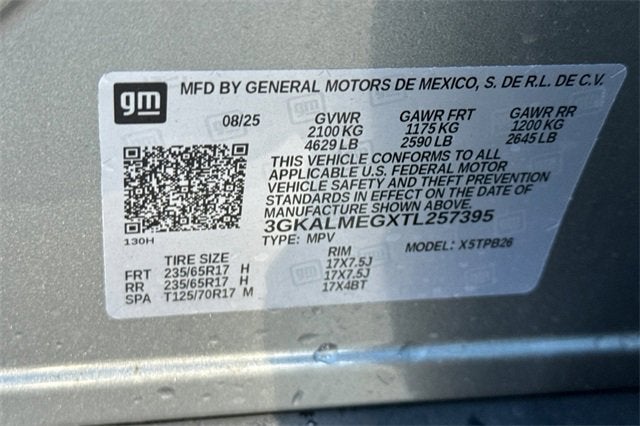 gm
MFD BY GENERAL MOTORS DE MEXICO, S. DE R.L. DE C.V.
08/25 GVWR GAWR FRT GAWR RR
2100 KG 1175 KG 1200 KG
4629 LB 2590 LB 2645 LB
THIS VEHICLE CONFORMS TO ALL
APPLICABLE U.S. FEDERAL MOTOR
VEHICLE SAFETY AND THEFT PREVENTION
STANDARDS IN EFFECT ON THE DATE OF
MANUFACTURE SHOWN ABOVE.
3GKALMEGXTL257395
130H
TYPE: MPV MODEL: X5TPB26
TIRE SIZE RIM
FRT 235/65R17 H 17X7.5J
RR 235/65R17 H 17X7.5J
SPA T125/70R17 M 17X4BT